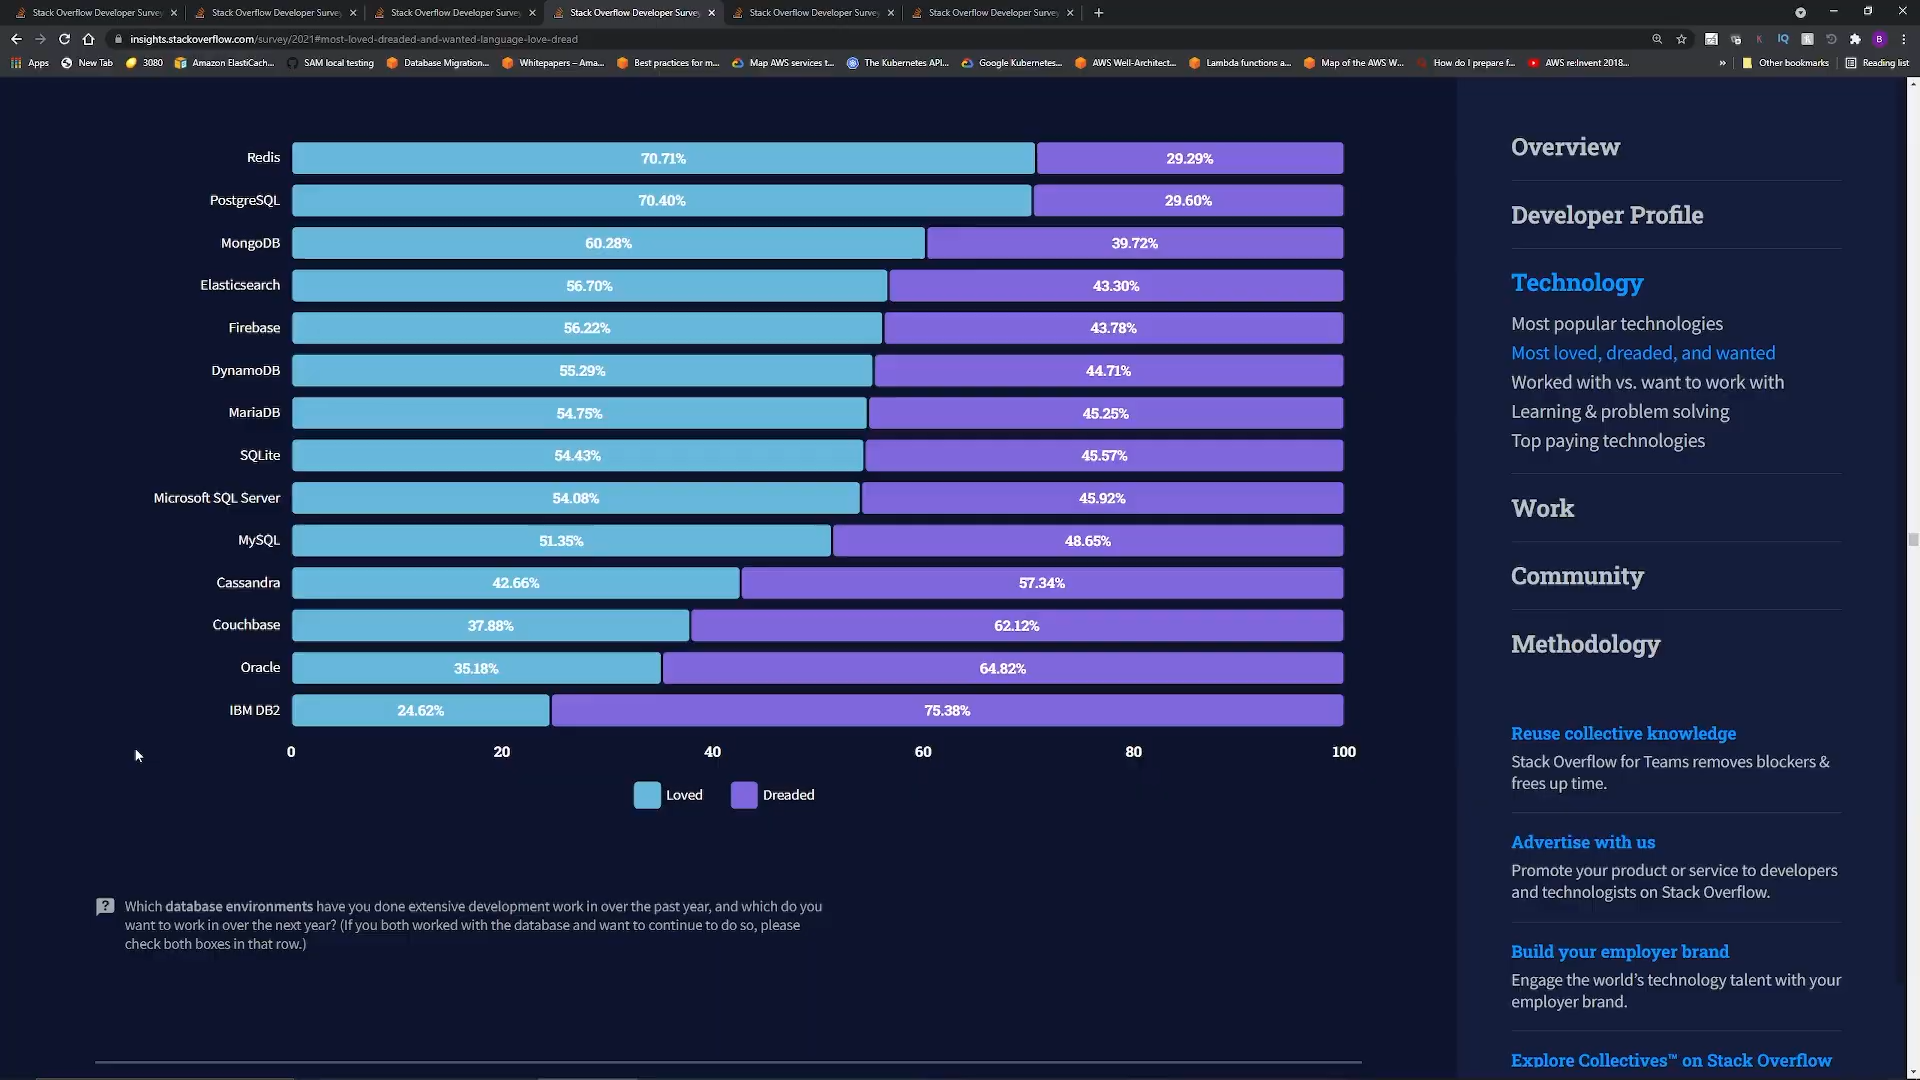 Stack Overflow Developer Survey
Stack Overflow Developer Survey
Stack Overflow Developer Survey
Stack Overflow Developer Surve
Stack Overflow Developer Survey
Stack Overflow Developer Survey
insights.stackoverflow.com/survey/2021#most-loved-dreaded-and-wanted-language-love-dread
Apps
New Tab
3080
Amazon ElastiCach...
SAM local testing
Database Migration...
Whitepapers – Ama...
Best practices for m...
Map AWS services t...
The Kubernetes API...
Google Kubernetes...
AWS Well-Architect...
Lambda functions a...
Map of the AWS W...
How do I prepare f...
AWS re:Invent 2018...
»
Other bookmarks
Reading list
Redis 70.71% 29.29%
PostgreSQL 70.40% 29.60%
MongoDB 60.28% 39.72%
Elasticsearch 56.70% 43.30%
Firebase 56.22% 43.78%
DynamoDB 55.29% 44.71%
MariaDB 54.75% 45.25%
SQLite 54.43% 45.57%
Microsoft SQL Server 54.08% 45.92%
MySQL 51.35% 48.65%
Cassandra 42.66% 57.34%
Couchbase 37.88% 62.12%
Oracle 35.18% 64.82%
IBM DB2 24.62% 75.38%
0 20 40 60 80 100
Loved Dreaded
Which database environments have you done extensive development work in over the past year, and which do you
want to work in over the next year? (If you both worked with the database and want to continue to do so, please
check both boxes in that row.)
Overview
Developer Profile
Technology
Most popular technologies
Most loved, dreaded, and wanted
Worked with vs. want to work with
Learning & problem solving
Top paying technologies
Work
Community
Methodology
Reuse collective knowledge
Stack Overflow for Teams removes blockers &
frees up time.
Advertise with us
Promote your product or service to developers
and technologists on Stack Overflow.
Build your employer brand
Engage the world's technology talent with your
employer brand.
Explore Collectives™ on Stack Overflow